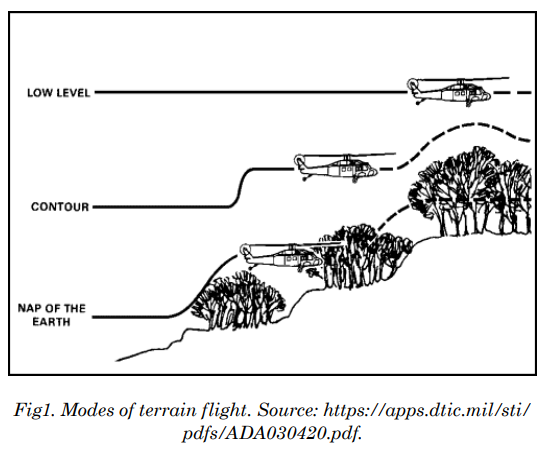 LOW LEVEL
CONTOUR
NAP OF THE
EARTH
Fig1. Modes of terrain flight. Source: https://apps.dtic.mil/sti/
pdfs/ADA030420.pdf.